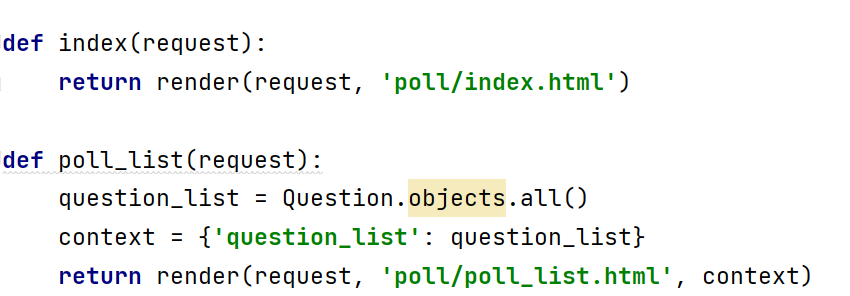 def index(request):
    return render(request, 'poll/index.html')
def poll_list(request):
    question_list = Question.objects.all()
    context = {'question_list': question_list}
    return render(request, 'poll/poll_list.html', context)